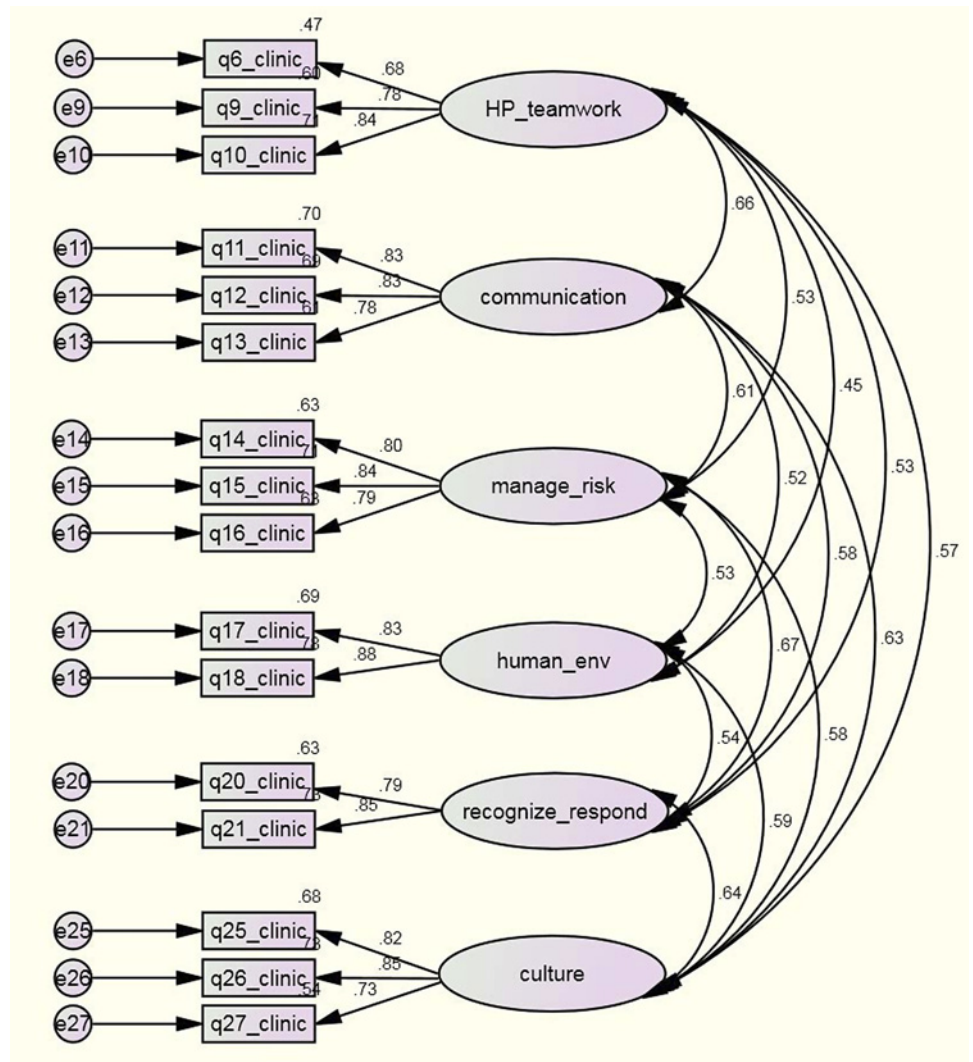 .47
e6 q6_clinic .68
.60
e9 q9_clinic .78 HP_teamwork
.71
e10 q10_clinic .84
.66
.70
e11 q11_clinic .83
.69
e12 q12_clinic .83 communication
.61
e13 q13_clinic .78
.53
.61
.45
.63
e14 q14_clinic .80
.71
e15 q15_clinic .84 manage_risk
.63
e16 q16_clinic .79
.52
.53
.58
.57
.53
.69
e17 q17_clinic .83
e18 q18_clinic .88 human_env
.67
.63
.54
.58
.63
e20 q20_clinic .79
.73
e21 q21_clinic .85 recognize_respond
.59
.64
.68
e25 q25_clinic .82
.73
e26 q26_clinic .85 culture
.54
e27 q27_clinic .73